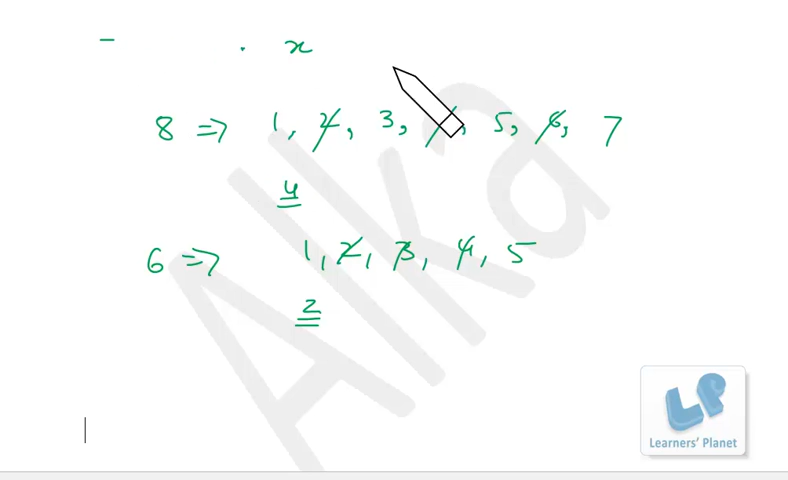 - . x
8 => 1, 2, 3, 4, 5, 6, 7
4
6 => 1, 2, 3, 4, 5
2
Alka
LP
Learners' Planet